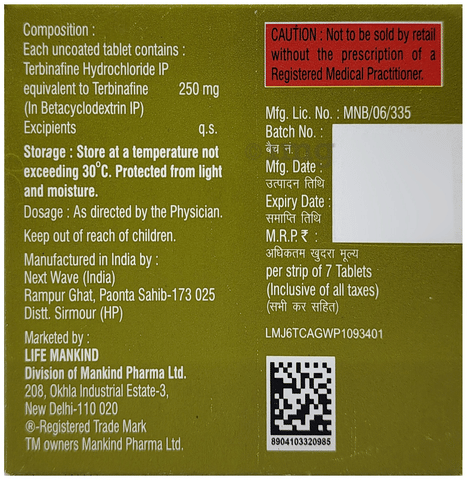 Composition :
Each uncoated tablet contains :
Terbinafine Hydrochloride IP
equivalent to Terbinafine 250 mg
(In Betacyclodextrin IP)
Excipients q.s.
Storage : Store at a temperature not
exceeding 30°C. Protected from light
and moisture.
Dosage : As directed by the Physician.
Keep out of reach of children.
Manufactured in India by :
Next Wave (India)
Rampur Ghat, Paonta Sahib-173 025
Distt. Sirmour (HP)
Marketed by :
LIFE MANKIND
Division of Mankind Pharma Ltd.
208, Okhla Industrial Estate-3,
New Delhi-110 020
®-Registered Trade Mark
TM owners Mankind Pharma Ltd.
CAUTION : Not to be sold by retail
without the prescription of a
Registered Medical Practitioner.
Mfg. Lic. No. : MNB/06/335
Batch No. :
बैच नं.
Mfg. Date :
उत्पादन तिथि
Expiry Date :
समाप्ति तिथि
M.R.P. ₹ :
अधिकतम खुदरा मूल्य
per strip of 7 Tablets
(Inclusive of all taxes)
(सभी कर सहित)
LMJ6TCAGWP1093401
8904103320985